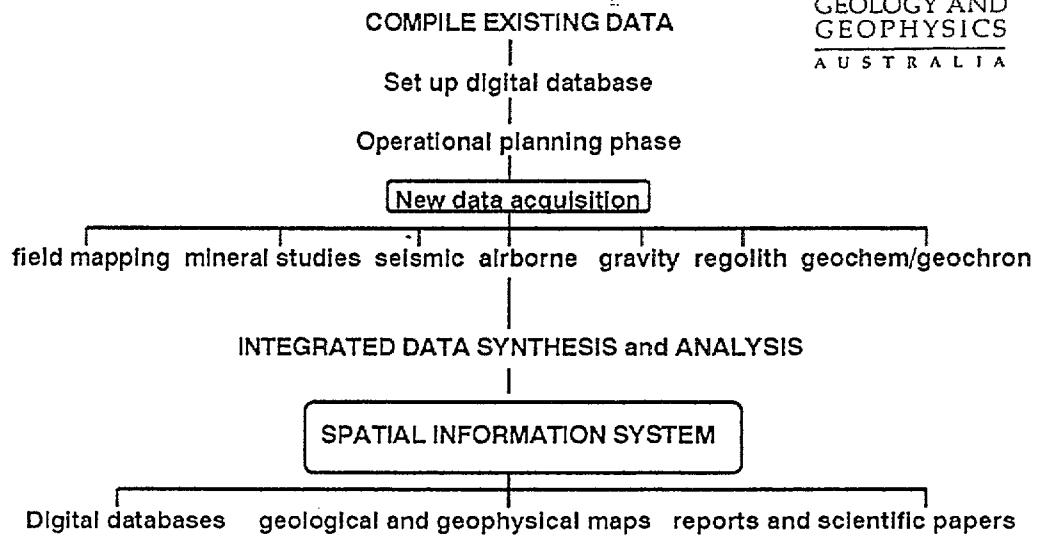 COMPILE EXISTING DATA
GEOLOGY AND
GEOPHYSICS
AUSTRALIA
Set up digital database
Operational planning phase
New data acquisition
field mapping mineral studies seismic airborne gravity regolith geochem/geochron
INTEGRATED DATA SYNTHESIS and ANALYSIS
SPATIAL INFORMATION SYSTEM
Digital databases geological and geophysical maps reports and scientific papers